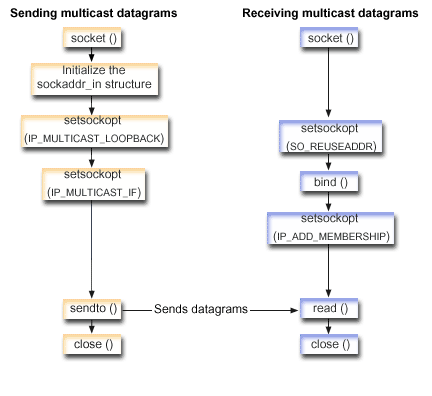 Sending multicast datagrams
socket ()
Initialize the
sockaddr_in structure
setsockopt
(IP_MULTICAST_LOOPBACK)
setsockopt
(IP_MULTICAST_IF)
sendto ()
close ()
Sends datagrams
Receiving multicast datagrams
socket ()
setsockopt
(SO_REUSEADDR)
bind ()
setsockopt
(IP_ADD_MEMBERSHIP)
read ()
close ()